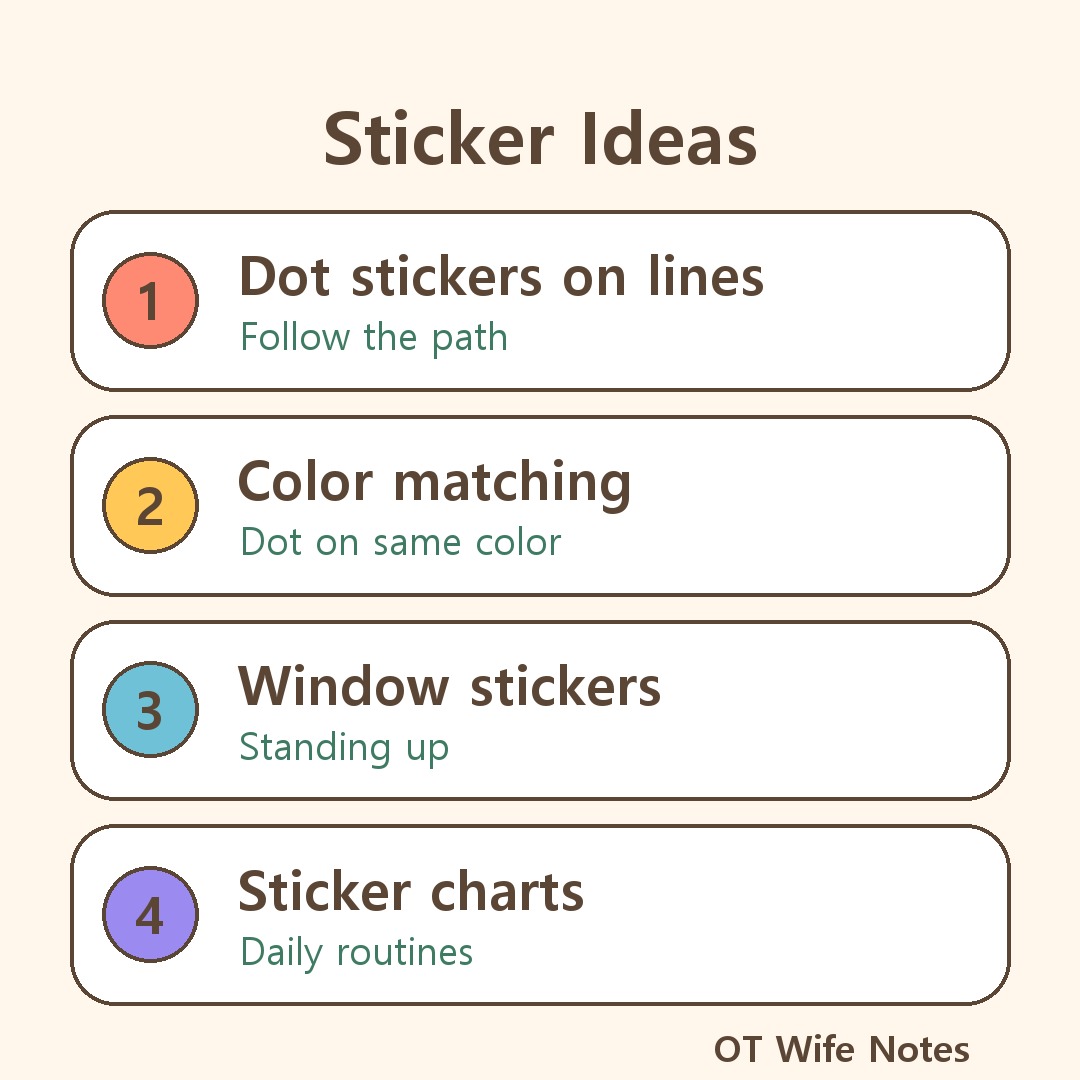 Sticker Ideas
1
Dot stickers on lines
Follow the path
2
Color matching
Dot on same color
3
Window stickers
Standing up
4
Sticker charts
Daily routines
OT Wife Notes